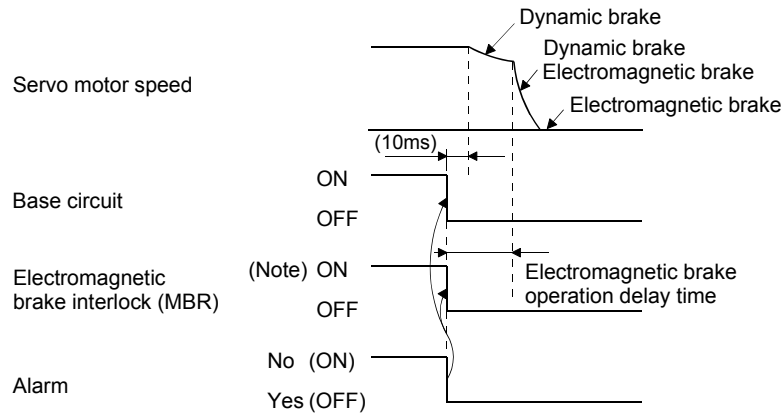 Dynamic brake
Dynamic brake
Electromagnetic brake
Servo motor speed
Electromagnetic brake
(10ms)
ON
Base circuit
OFF
Electromagnetic
brake interlock (MBR)
(Note) ON
OFF
Electromagnetic brake
operation delay time
No (ON)
Alarm
Yes (OFF)